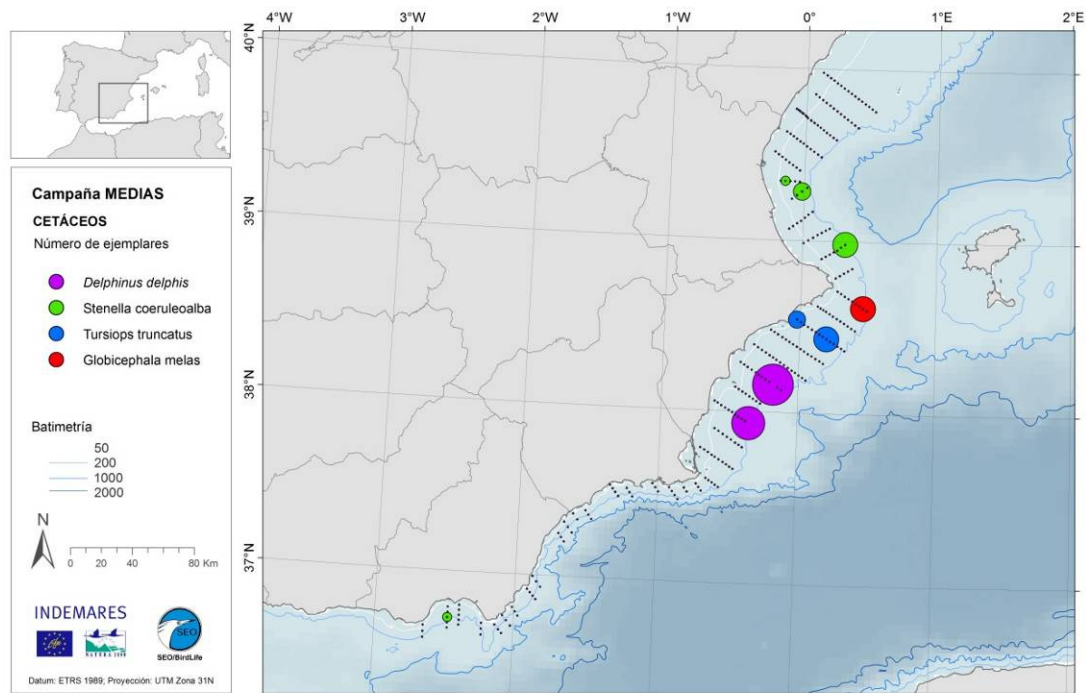 4°W 3°W 2°W 1°W 0° 1°E 2°E
40°N
39°N
38°N
37°N
Campaña MEDIAS
CETÁCEOS
Número de ejemplares
Delphinus delphis
Stenella coeruleoalba
Tursiops truncatus
Globicephala melas
Batimetría
50
200
1000
2000
N
0 20 40 80 Km
INDEMARES
NATURA 2000
SEO
SEO/BirdLife
Datum: ETRS 1989; Proyección: UTM Zona 31N